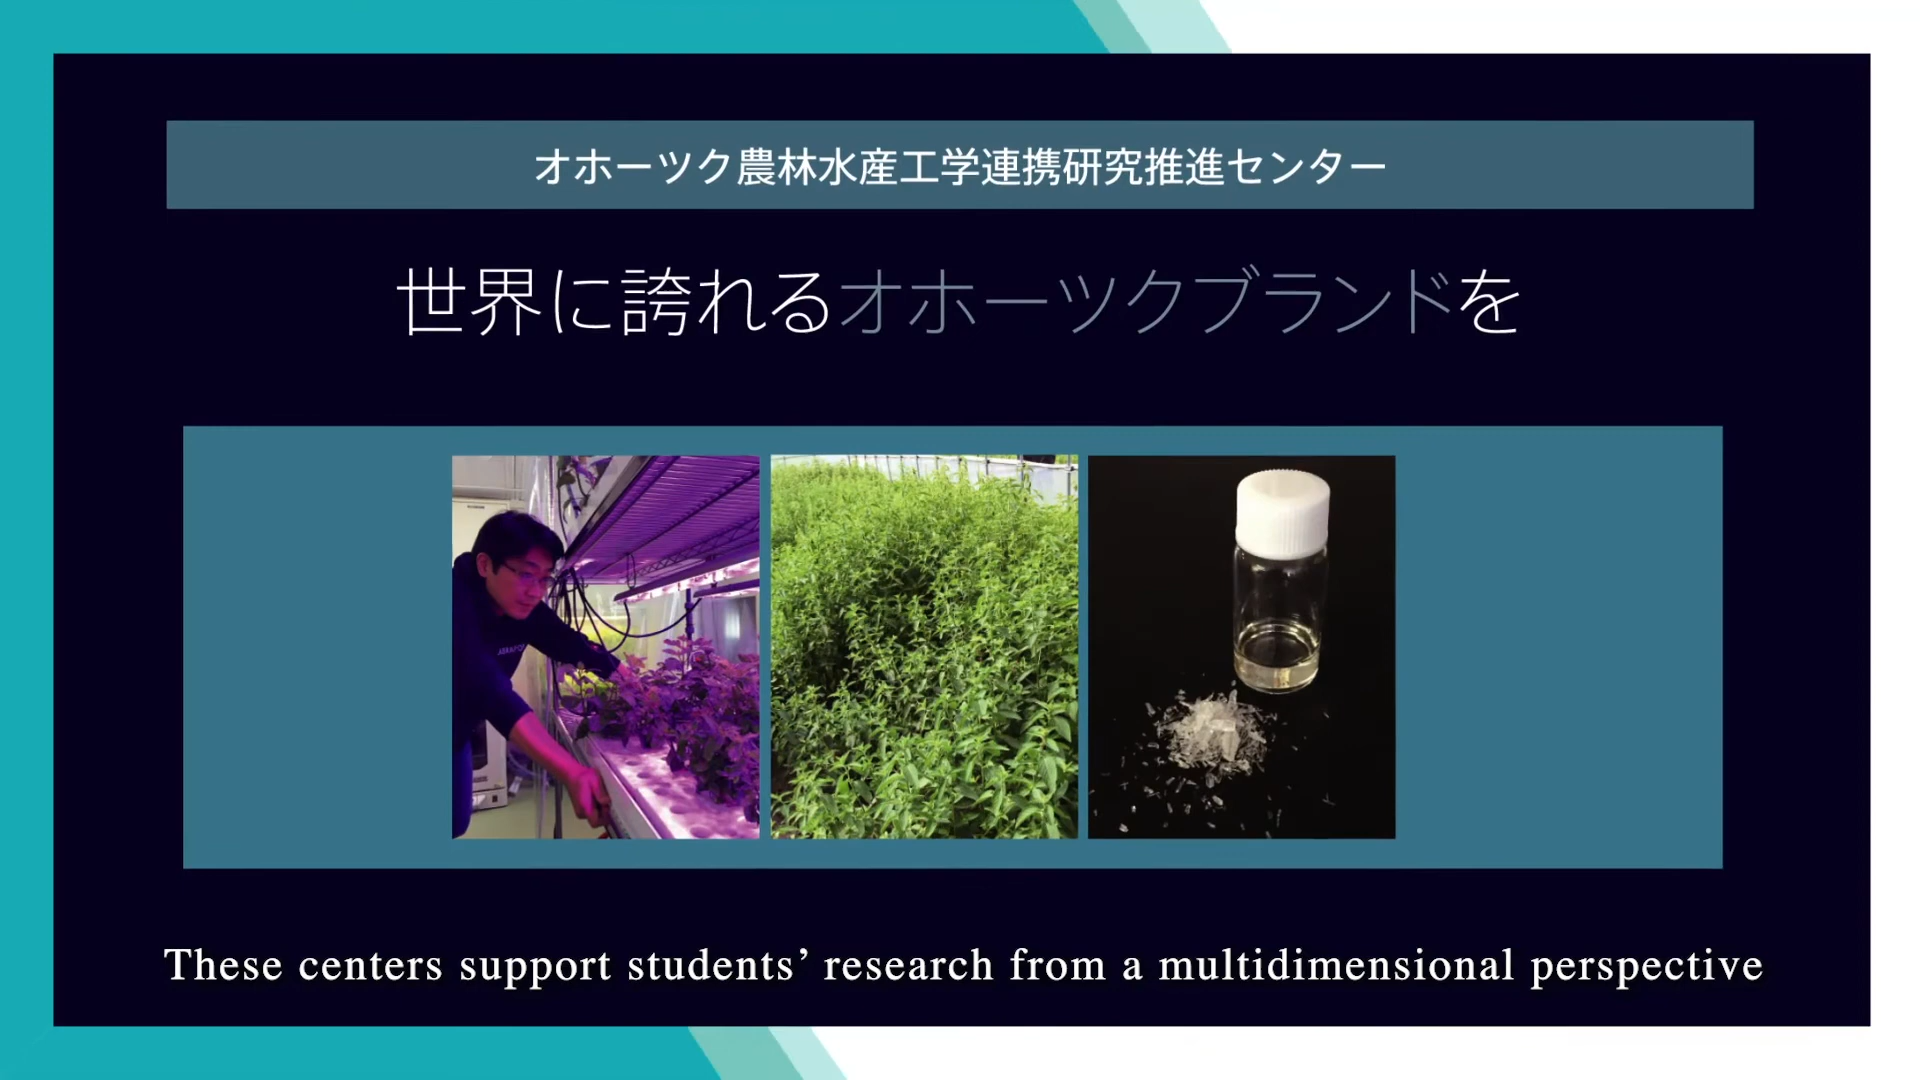 オホーツク農林水産工学連携研究推進センター
世界に誇れるオホーツクブランドを
These centers support students’ research from a multidimensional perspective